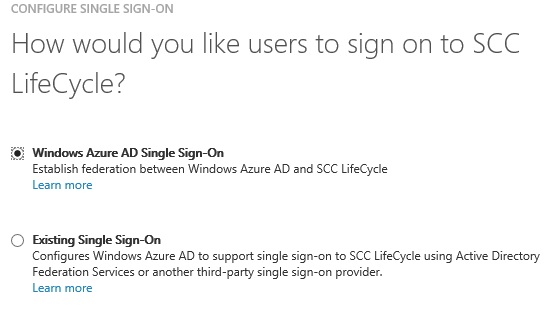 CONFIGURE SINGLE SIGN-ON
How would you like users to sign on to SCC
LifeCycle?
Windows Azure AD Single Sign-On
Establish federation between Windows Azure AD and SCC LifeCycle
Learn more
Existing Single Sign-On
Configures Windows Azure AD to support single sign-on to SCC LifeCycle using Active Directory
Federation Services or another third-party single sign-on provider.
Learn more